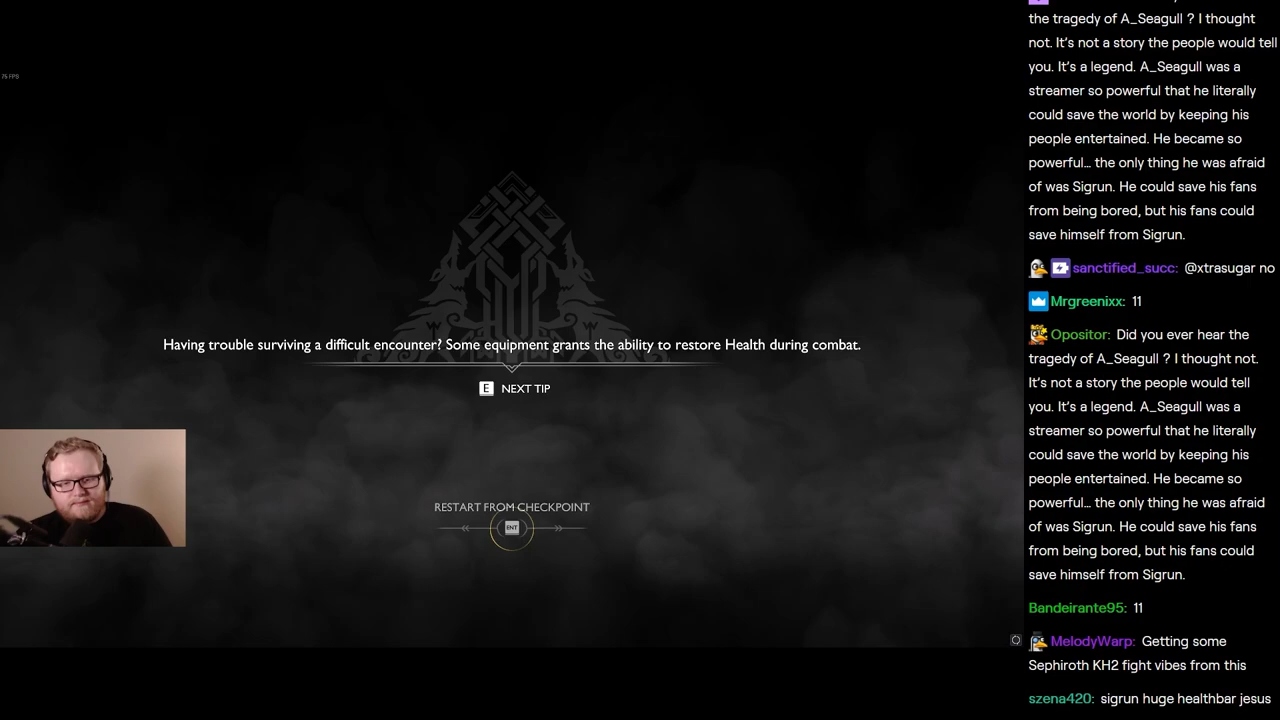 75 FPS
Having trouble surviving a difficult encounter? Some equipment grants the ability to restore Health during combat.
E NEXT TIP
RESTART FROM CHECKPOINT
ENT
the tragedy of A_Seagull ? I thought
not. It's not a story the people would tell
you. It's a legend. A_Seagull was a
streamer so powerful that he literally
could save the world by keeping his
people entertained. He became so
powerful... the only thing he was afraid
of was Sigrun. He could save his fans
from being bored, but his fans could
save himself from Sigrun.
sanctified_succ: @xtrasugar no
Mrgreenixx: 11
Opositor: Did you ever hear the
tragedy of A_Seagull ? I thought not.
It's not a story the people would tell
you. It's a legend. A_Seagull was a
streamer so powerful that he literally
could save the world by keeping his
people entertained. He became so
powerful... the only thing he was afraid
of was Sigrun. He could save his fans
from being bored, but his fans could
save himself from Sigrun.
Bandeirante95: 11
MelodyWarp: Getting some
Sephiroth KH2 fight vibes from this
szena420: sigrun huge healthbar jesus